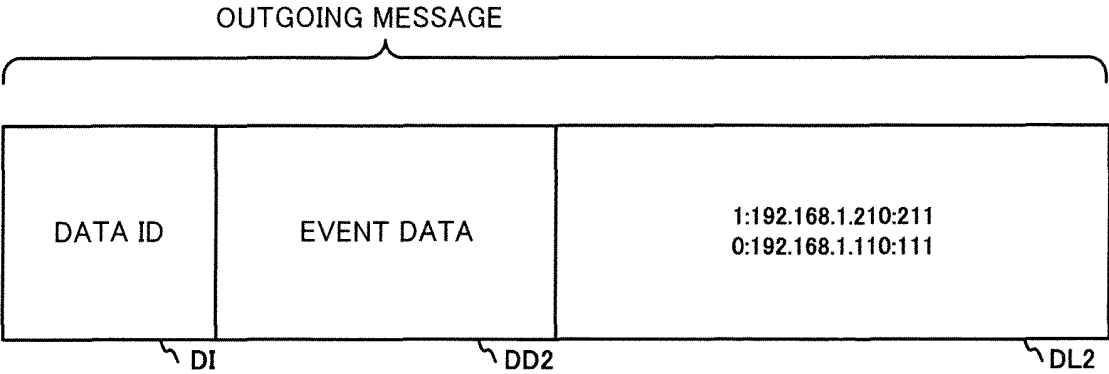 OUTGOING MESSAGE
DATA ID
EVENT DATA
1:192.168.1.210:211
0:192.168.1.110:111
DI
DD2
DL2